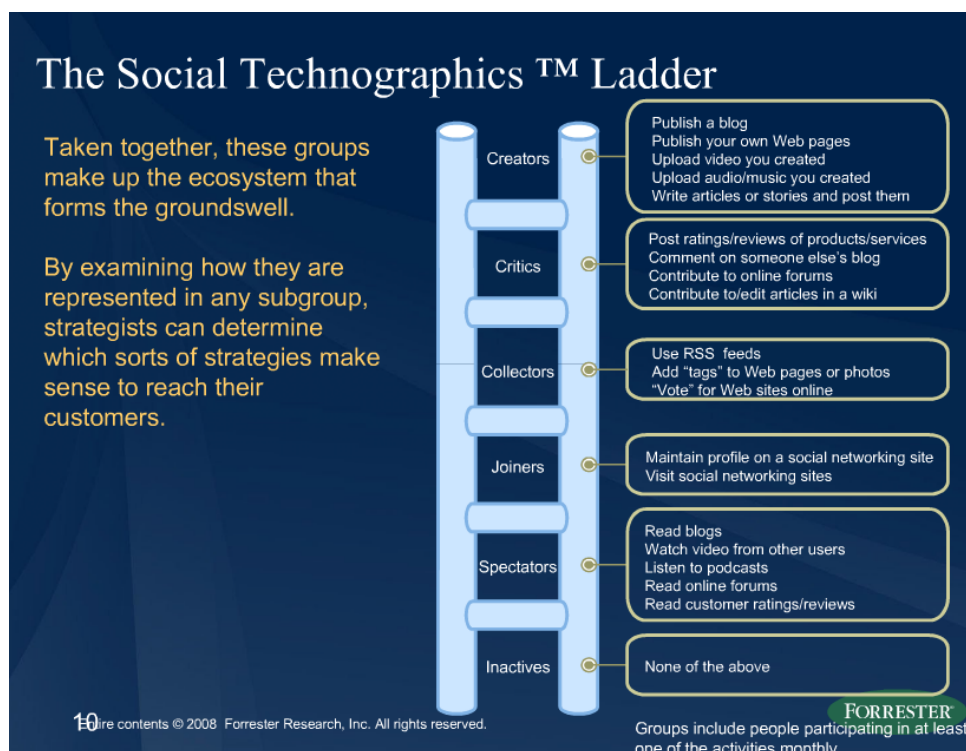 The Social Technographics ™ Ladder
Taken together, these groups
make up the ecosystem that
forms the groundswell.
By examining how they are
represented in any subgroup,
strategists can determine
which sorts of strategies make
sense to reach their
customers.
Creators
Publish a blog
Publish your own Web pages
Upload video you created
Upload audio/music you created
Write articles or stories and post them
Critics
Post ratings/reviews of products/services
Comment on someone else's blog
Contribute to online forums
Contribute to/edit articles in a wiki
Collectors
Use RSS feeds
Add “tags” to Web pages or photos
“Vote” for Web sites online
Joiners
Maintain profile on a social networking site
Visit social networking sites
Spectators
Read blogs
Watch video from other users
Listen to podcasts
Read online forums
Read customer ratings/reviews
Inactives
None of the above
10
Entire contents © 2008 Forrester Research, Inc. All rights reserved.
FORRESTER
Groups include people participating in at least
one of the activities monthly